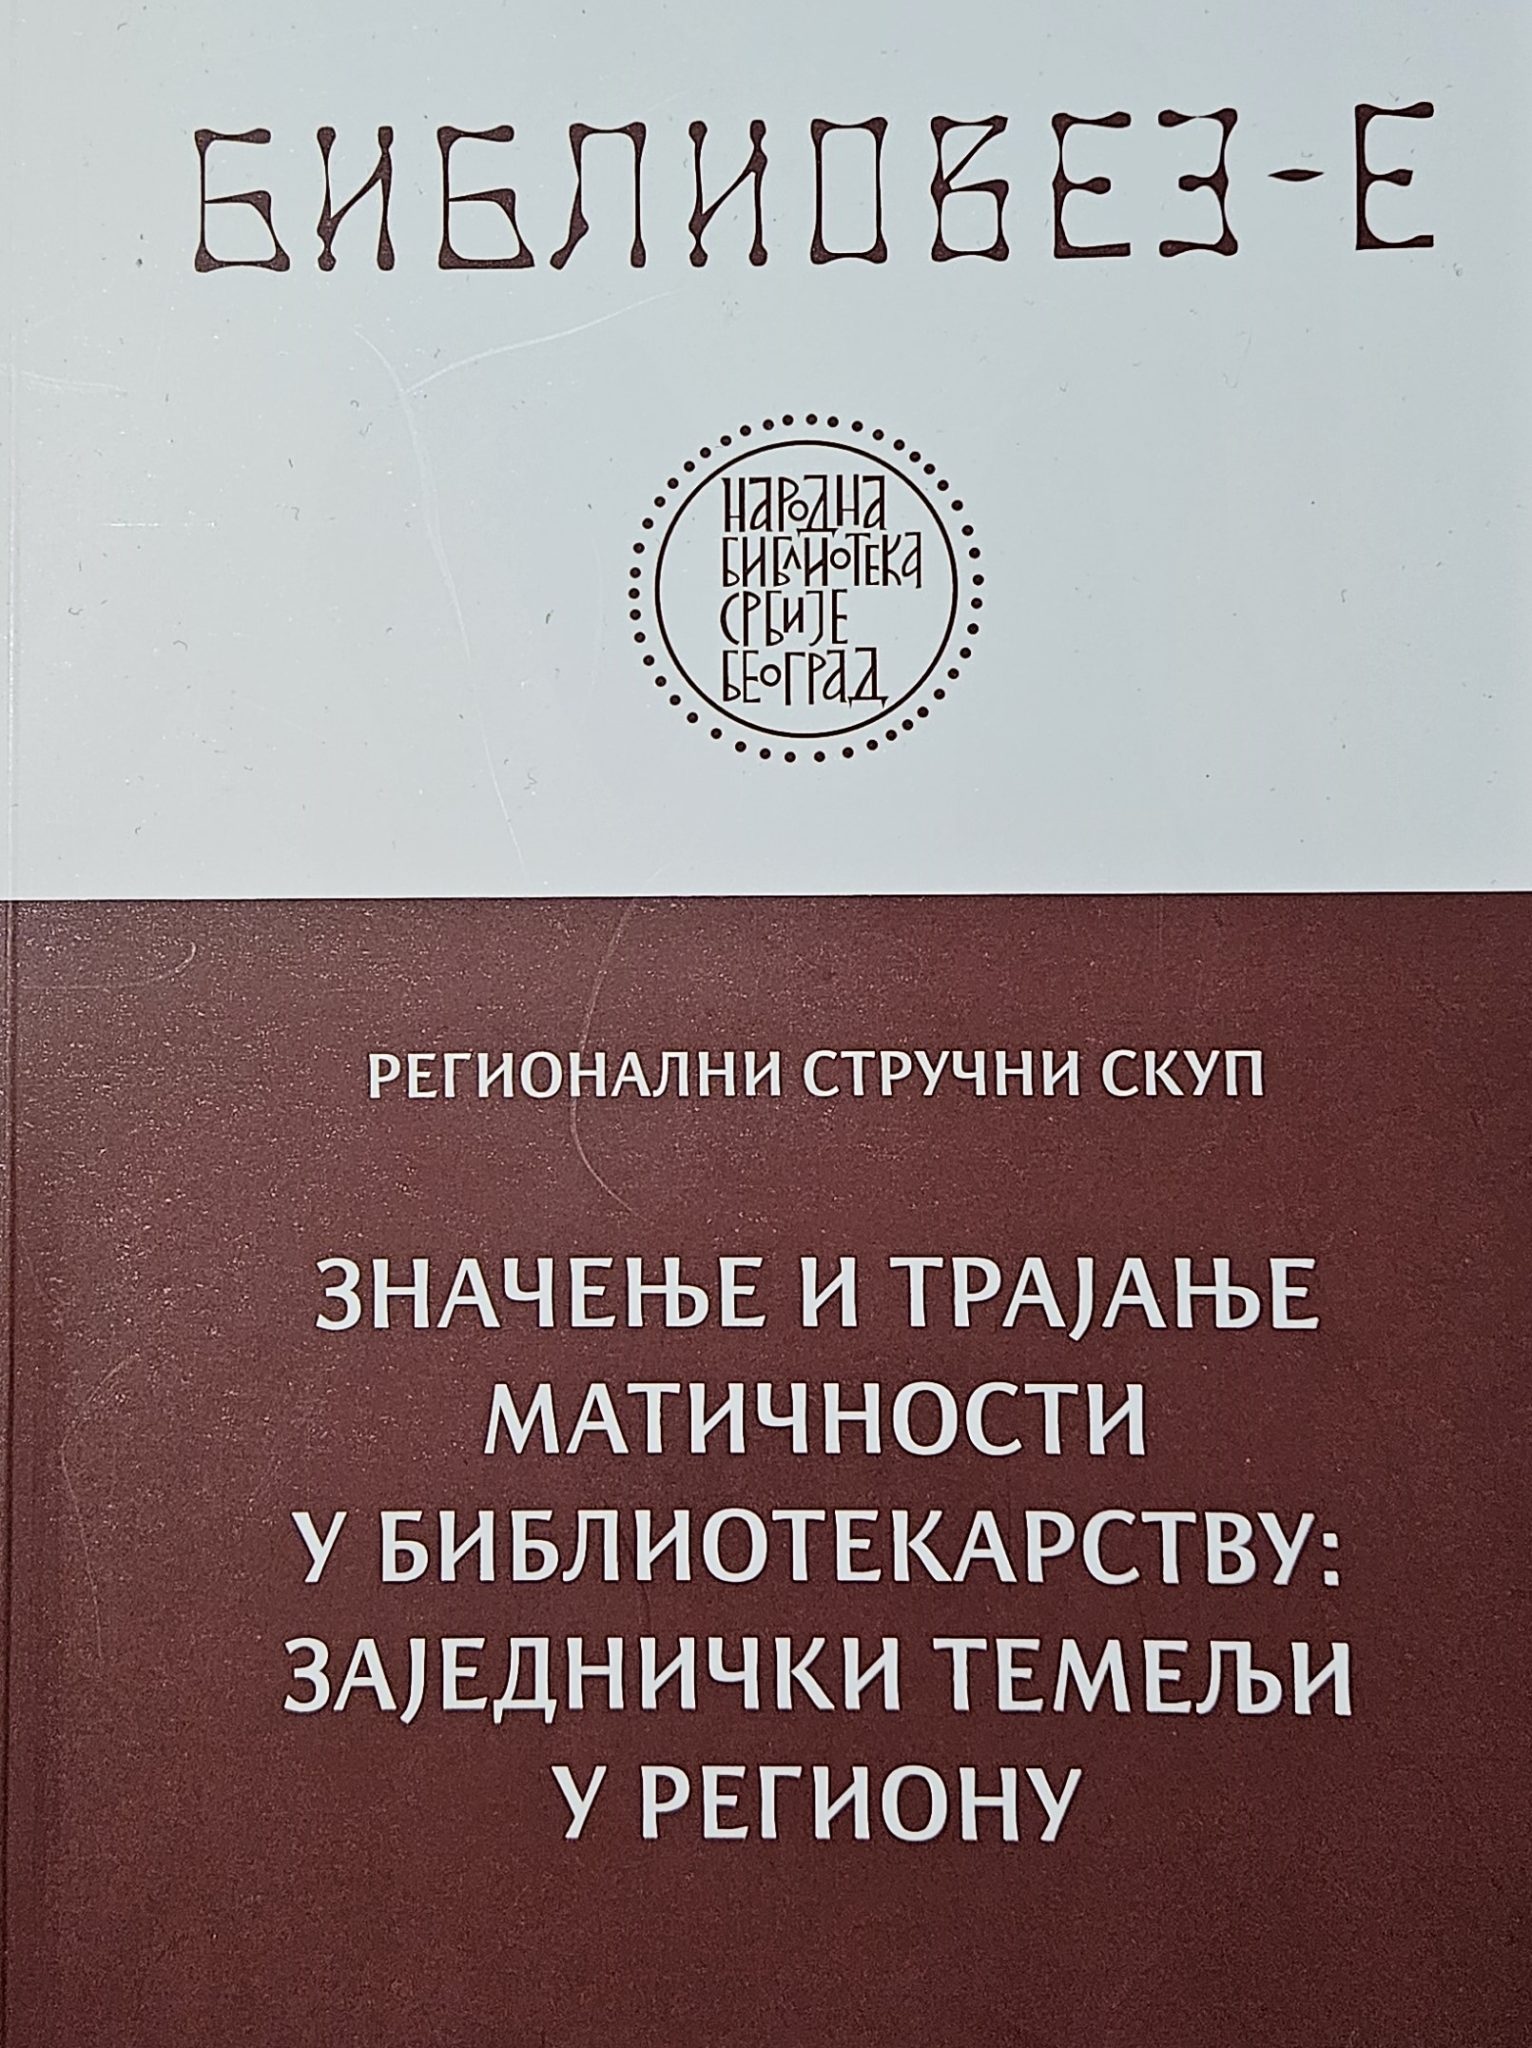 БИБЛИОВЕЗ-Е
НАРОДНА
БИБЛИОТЕКА
СРБИЈЕ
БЕОГРАД
РЕГИОНАЛНИ СТРУЧНИ СКУП
ЗНАЧЕЊЕ И ТРАЈАЊЕ
МАТИЧНОСТИ
У БИБЛИОТЕКАРСТВУ:
ЗАЈЕДНИЧКИ ТЕМЕЉИ
У РЕГИОНУ